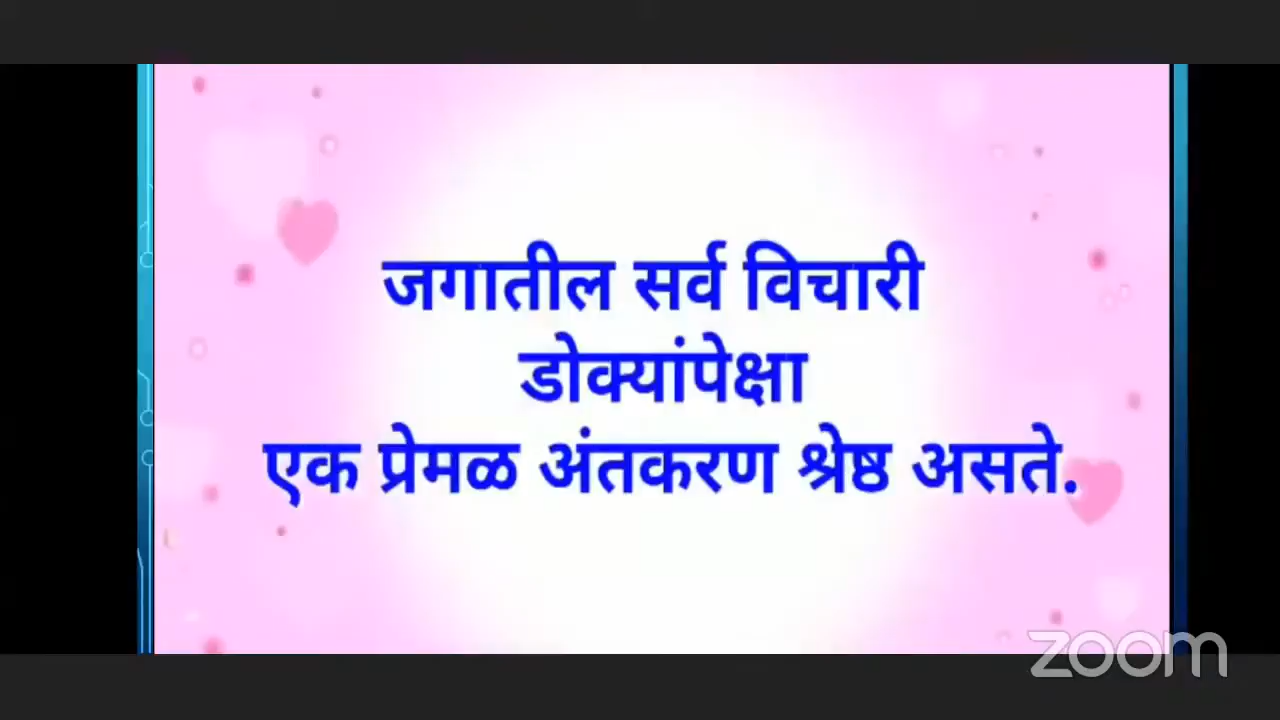 जगातील सर्व विचारी
डोक्यांपेक्षा
एक प्रेमळ अंतकरण श्रेष्ठ असते.
zoom